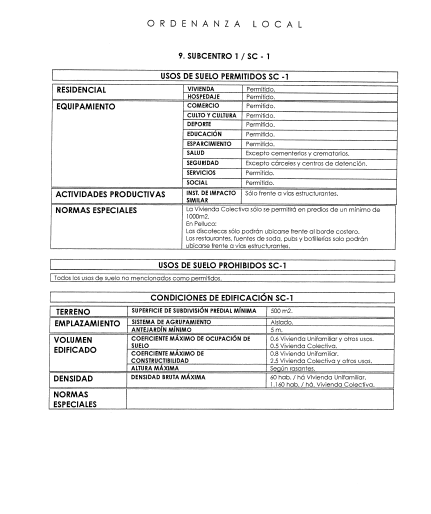 ORDENANZA LOCAL
9. SUBCENTRO 1 / SC - 1
USOS DE SUELO PERMITIDOS SC -1
RESIDENCIAL VIVIENDA Permitido.
HOSPEDAJE Permitido.
EQUIPAMIENTO COMERCIO Permitido.
CULTO Y CULTURA Permitido.
DEPORTE Permitido.
EDUCACIÓN Permitido.
ESPARCIMIENTO Permitido.
SALUD Excepto cementerios y crematorios.
SEGURIDAD Excepto cárceles y centros de detención.
SERVICIOS Permitido.
SOCIAL Permitido.
ACTIVIDADES PRODUCTIVAS INST. DE IMPACTO SIMILAR Sólo frente a vías estructurantes.
NORMAS ESPECIALES La Vivienda Colectiva sólo se permitirá en predios de un mínimo de
1000m2.
En Pelluco:
Las discotecas sólo podrán ubicarse frente al borde costero.
Los restaurantes, fuentes de soda, pubs y botillerías solo podrán
ubicarse frente a vías estructurantes.
USOS DE SUELO PROHIBIDOS SC-1
Todos los usos de suelo no mencionados como permitidos.
CONDICIONES DE EDIFICACIÓN SC-1
TERRENO SUPERFICIE DE SUBDIVISIÓN PREDIAL MÍNIMA 500 m2.
EMPLAZAMIENTO SISTEMA DE AGRUPAMIENTO Aislado.
ANTEJARDÍN MÍNIMO 5 m.
VOLUMEN EDIFICADO COEFICIENTE MÁXIMO DE OCUPACIÓN DE SUELO 0.6 Vivienda Unifamiliar y otros usos.
0.5 Vivienda Colectiva.
COEFICIENTE MÁXIMO DE CONSTRUCTIBILIDAD 0.8 Vivienda Unifamiliar.
2.5 Vivienda Colectiva y otros usos.
ALTURA MÁXIMA Según rasantes.
DENSIDAD DENSIDAD BRUTA MÁXIMA 60 hab. / há Vivienda Unifamiliar.
1.160 hab. / há. Vivienda Colectiva.
NORMAS ESPECIALES